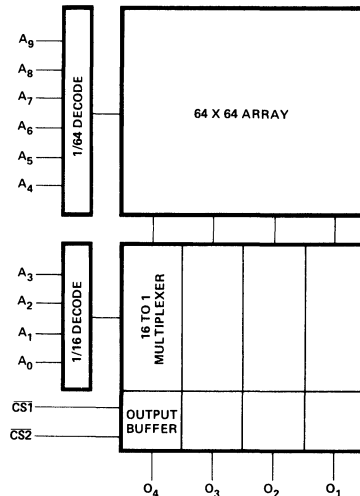 A9
A8
A7
A6
A5
A4
1/64 DECODE
64 X 64 ARRAY
A3
A2
A1
A0
1/16 DECODE
16 TO 1
MULTIPLEXER
CS1
CS2
OUTPUT
BUFFER
O4
O3
O2
O1